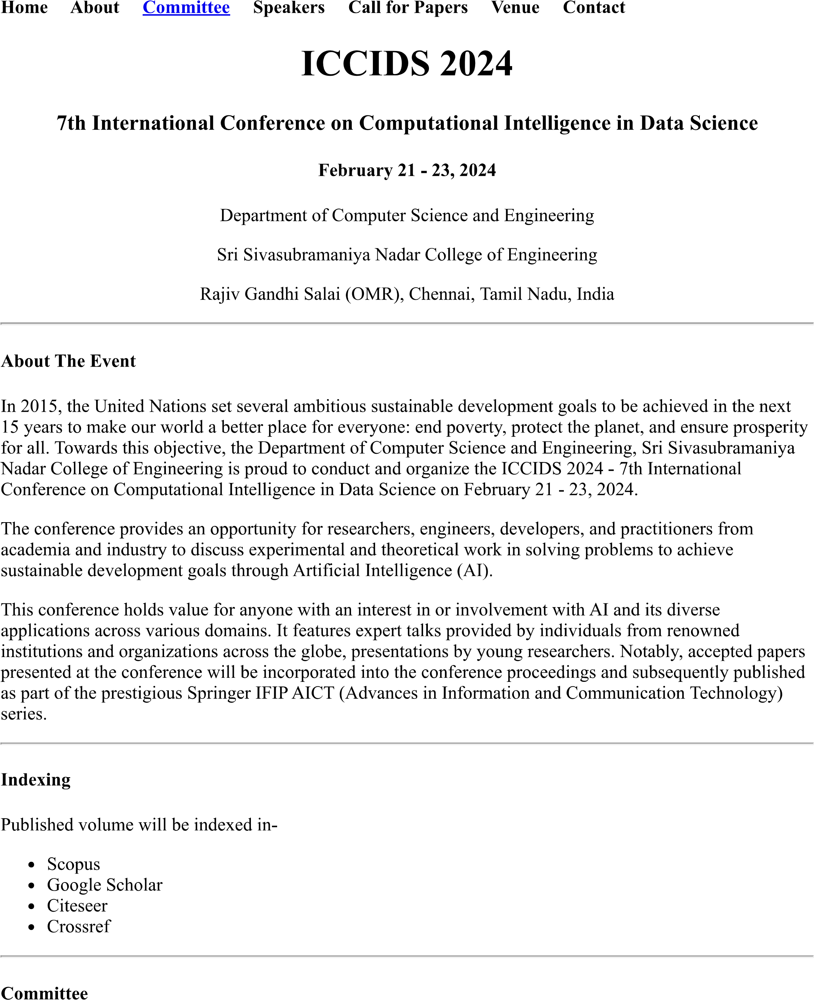 Home About Committee Speakers Call for Papers Venue Contact
ICCIDS 2024
7th International Conference on Computational Intelligence in Data Science
February 21 - 23, 2024
Department of Computer Science and Engineering
Sri Sivasubramaniya Nadar College of Engineering
Rajiv Gandhi Salai (OMR), Chennai, Tamil Nadu, India
About The Event
In 2015, the United Nations set several ambitious sustainable development goals to be achieved in the next
15 years to make our world a better place for everyone: end poverty, protect the planet, and ensure prosperity
for all. Towards this objective, the Department of Computer Science and Engineering, Sri Sivasubramaniya
Nadar College of Engineering is proud to conduct and organize the ICCIDS 2024 - 7th International
Conference on Computational Intelligence in Data Science on February 21 - 23, 2024.
The conference provides an opportunity for researchers, engineers, developers, and practitioners from
academia and industry to discuss experimental and theoretical work in solving problems to achieve
sustainable development goals through Artificial Intelligence (AI).
This conference holds value for anyone with an interest in or involvement with AI and its diverse
applications across various domains. It features expert talks provided by individuals from renowned
institutions and organizations across the globe, presentations by young researchers. Notably, accepted papers
presented at the conference will be incorporated into the conference proceedings and subsequently published
as part of the prestigious Springer IFIP AICT (Advances in Information and Communication Technology)
series.
Indexing
Published volume will be indexed in-
• Scopus
• Google Scholar
• Citeseer
• Crossref
Committee